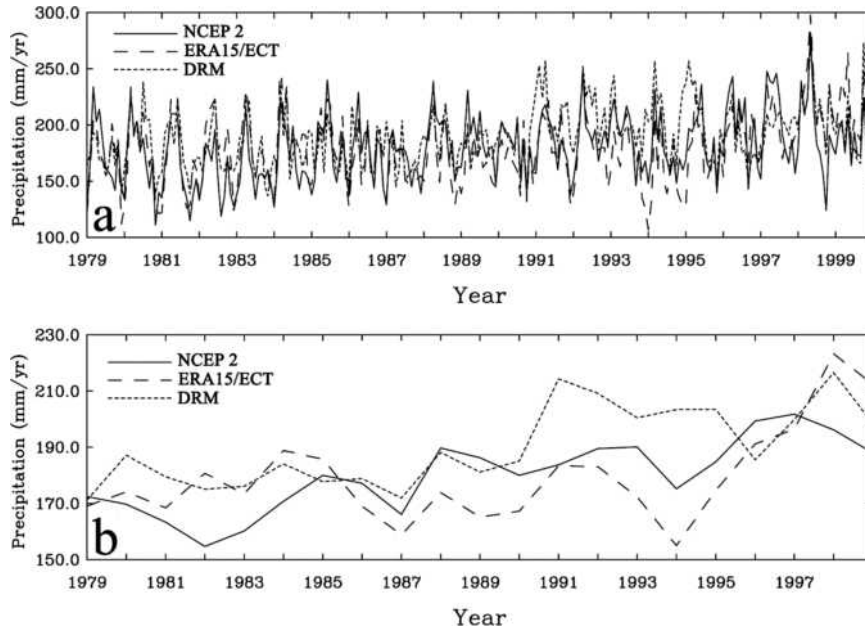 300.0
NCEP 2
ERA15/ECT
DRM
250.0
200.0
150.0
100.0
Precipitation (mm/yr)
a
1979 1981 1983 1985 1987 1989 1991 1993 1995 1997 1999
Year
230.0
NCEP 2
ERA15/ECT
DRM
210.0
190.0
170.0
150.0
Precipitation (mm/yr)
b
1979 1981 1983 1985 1987 1989 1991 1993 1995 1997
Year